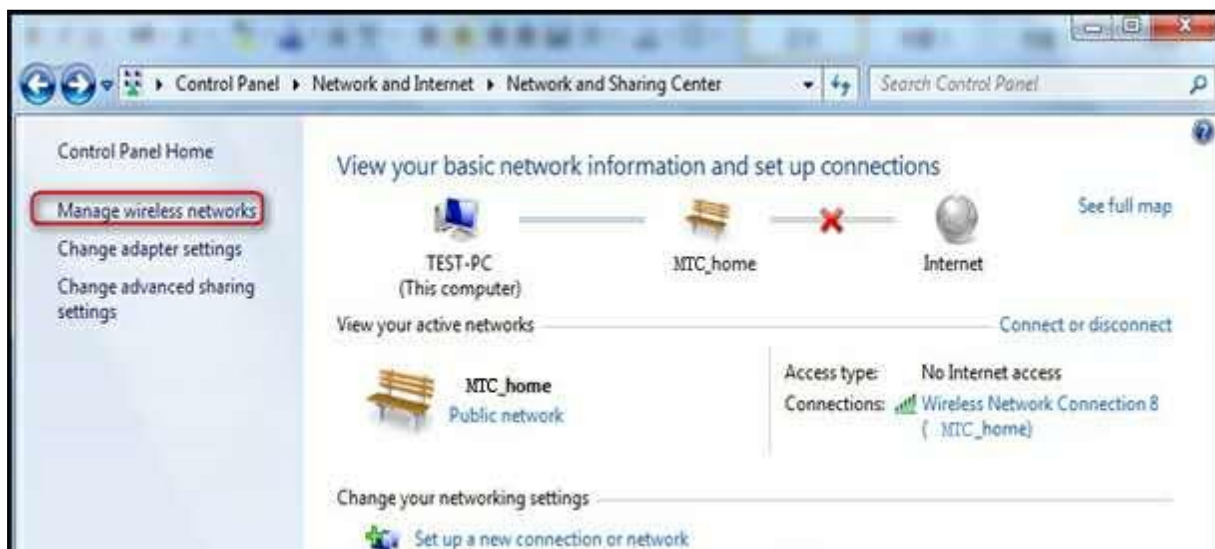 Control Panel ▸ Network and Internet ▸ Network and Sharing Center
Search Control Panel
Control Panel Home
Manage wireless networks
Change adapter settings
Change advanced sharing
settings
View your basic network information and set up connections
See full map
TEST-PC
(This computer)
MTC_home
Internet
View your active networks
Connect or disconnect
MTC_home
Public network
Access type: No Internet access
Connections: Wireless Network Connection 8
( MTC_home)
Change your networking settings
Set up a new connection or network